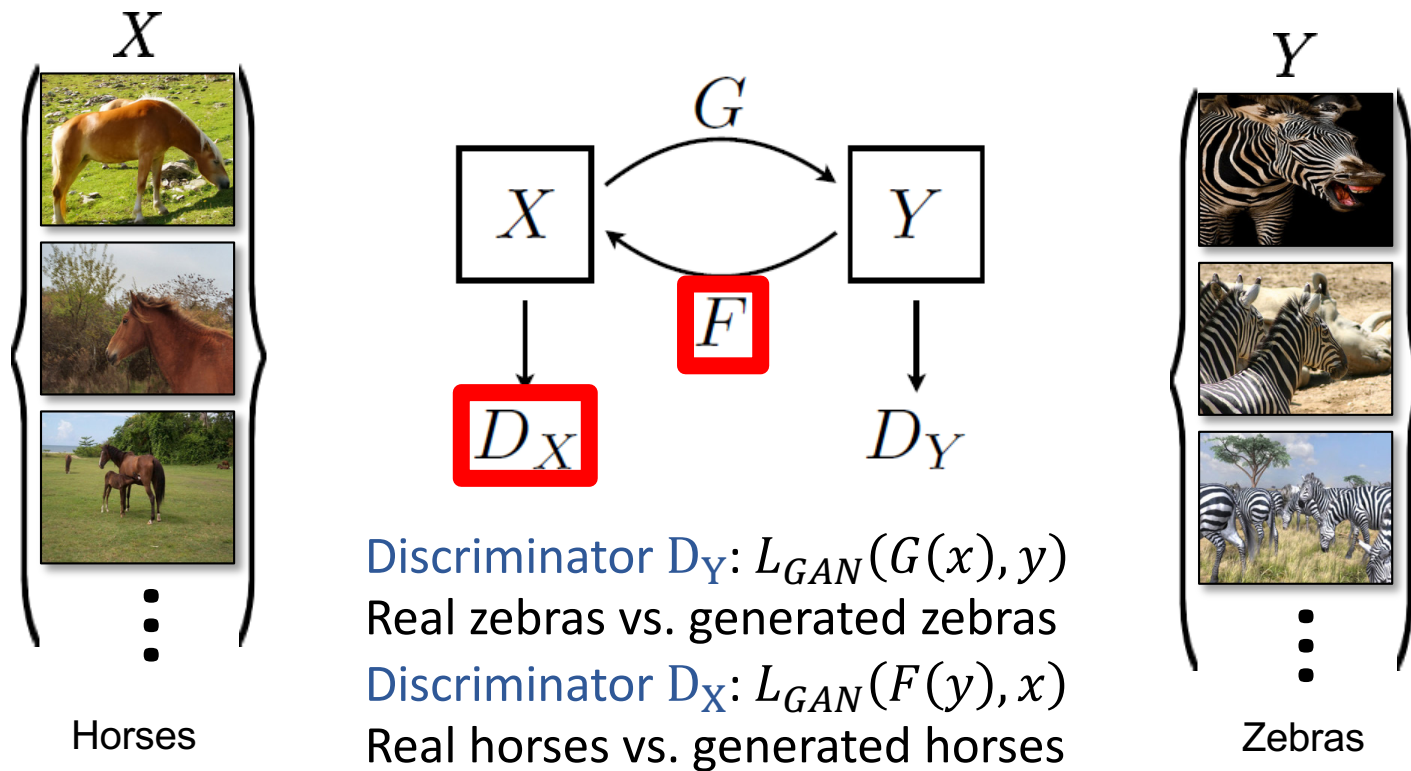 X
Y
G
X
Y
F
D_X
D_Y
Discriminator D_Y: L_GAN(G(x), y)
Real zebras vs. generated zebras
Discriminator D_X: L_GAN(F(y), x)
Real horses vs. generated horses
Horses
Zebras